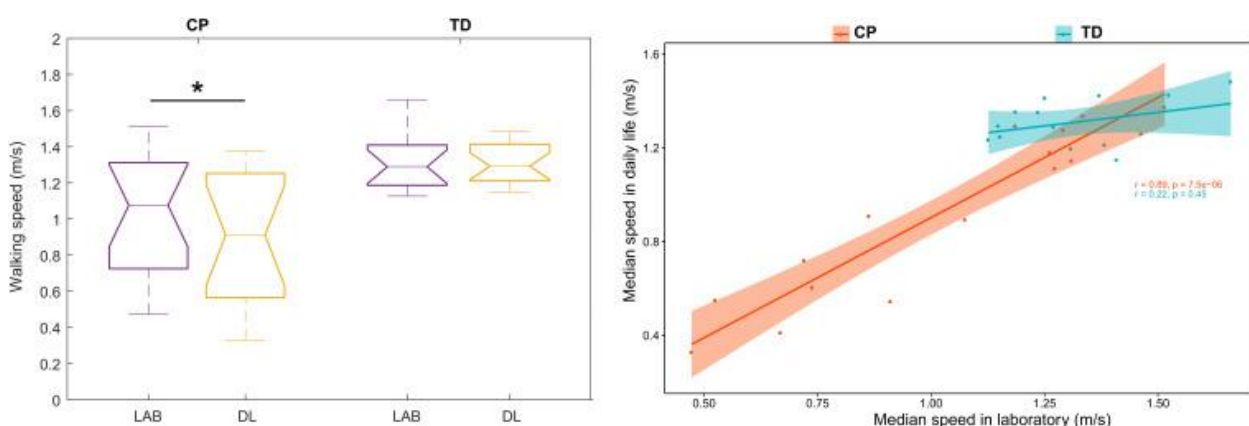 CP TD
2
1.8
1.6
1.4
1.2
1
0.8
0.6
0.4
0.2
0
Walking speed (m/s)
*
LAB DL LAB DL
CP TD
1.6
1.2
0.8
0.4
Median speed in daily life (m/s)
r = 0.89, p = 7.5e−06
r = 0.22, p = 0.45
0.50 0.75 1.00 1.25 1.50
Median speed in laboratory (m/s)